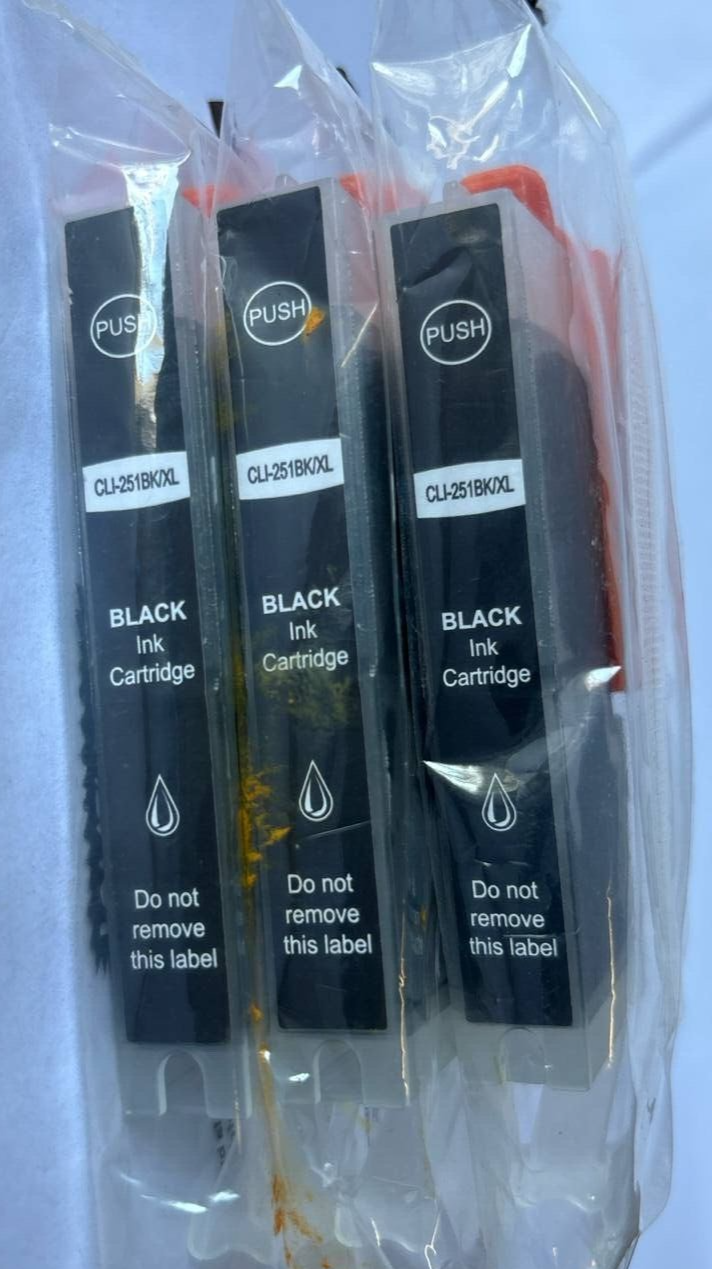 PUSH
CLI-251BK/XL
BLACK
Ink
Cartridge
Do not
remove
this label
PUSH
CLI-251BK/XL
BLACK
Ink
Cartridge
Do not
remove
this label
PUSH
CLI-251BK/XL
BLACK
Ink
Cartridge
Do not
remove
this label